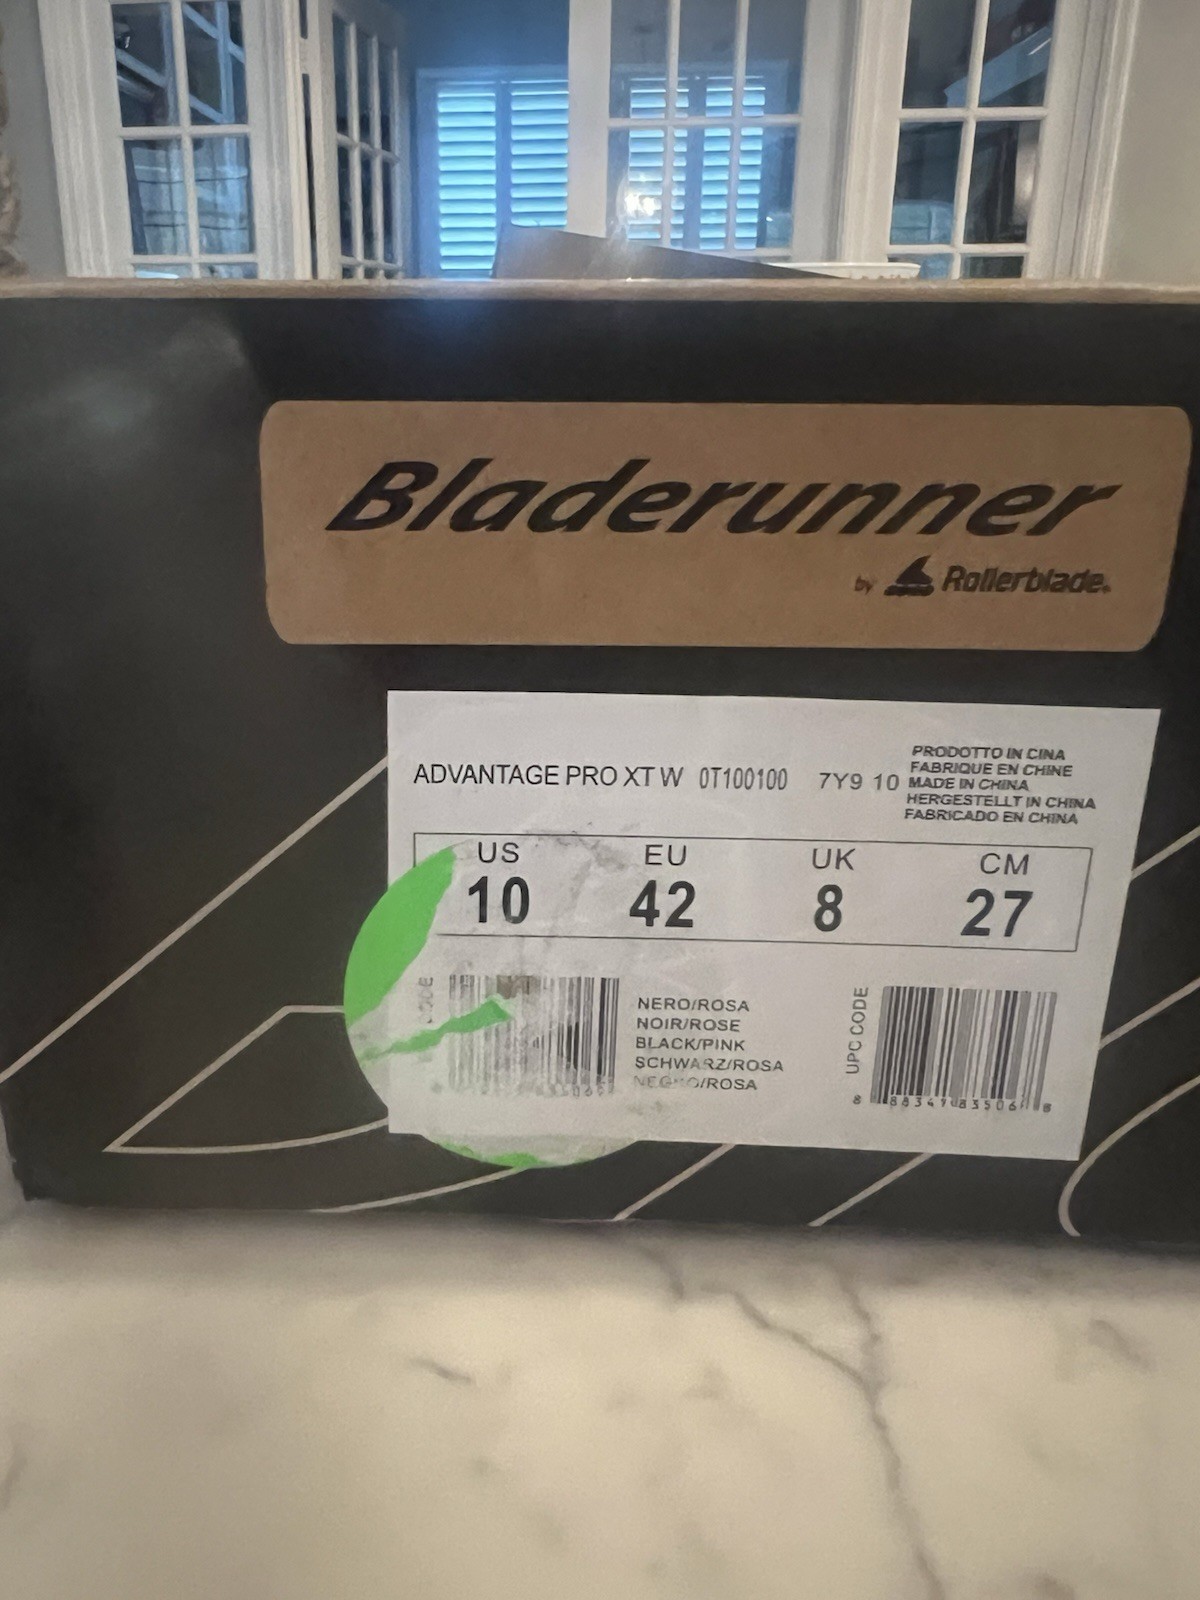 Bladerunner
by Rollerblade
ADVANTAGE PRO XT W 0T100100 7Y9 10
PRODOTTO IN CINA
FABRIQUE EN CHINE
MADE IN CHINA
HERGESTELLT IN CHINA
FABRICADO EN CHINA
US EU UK CM
10 42 8 27
NERO/ROSA
NOIR/ROSE
BLACK/PINK
SCHWARZ/ROSA
NEGRO/ROSA
UPC CODE